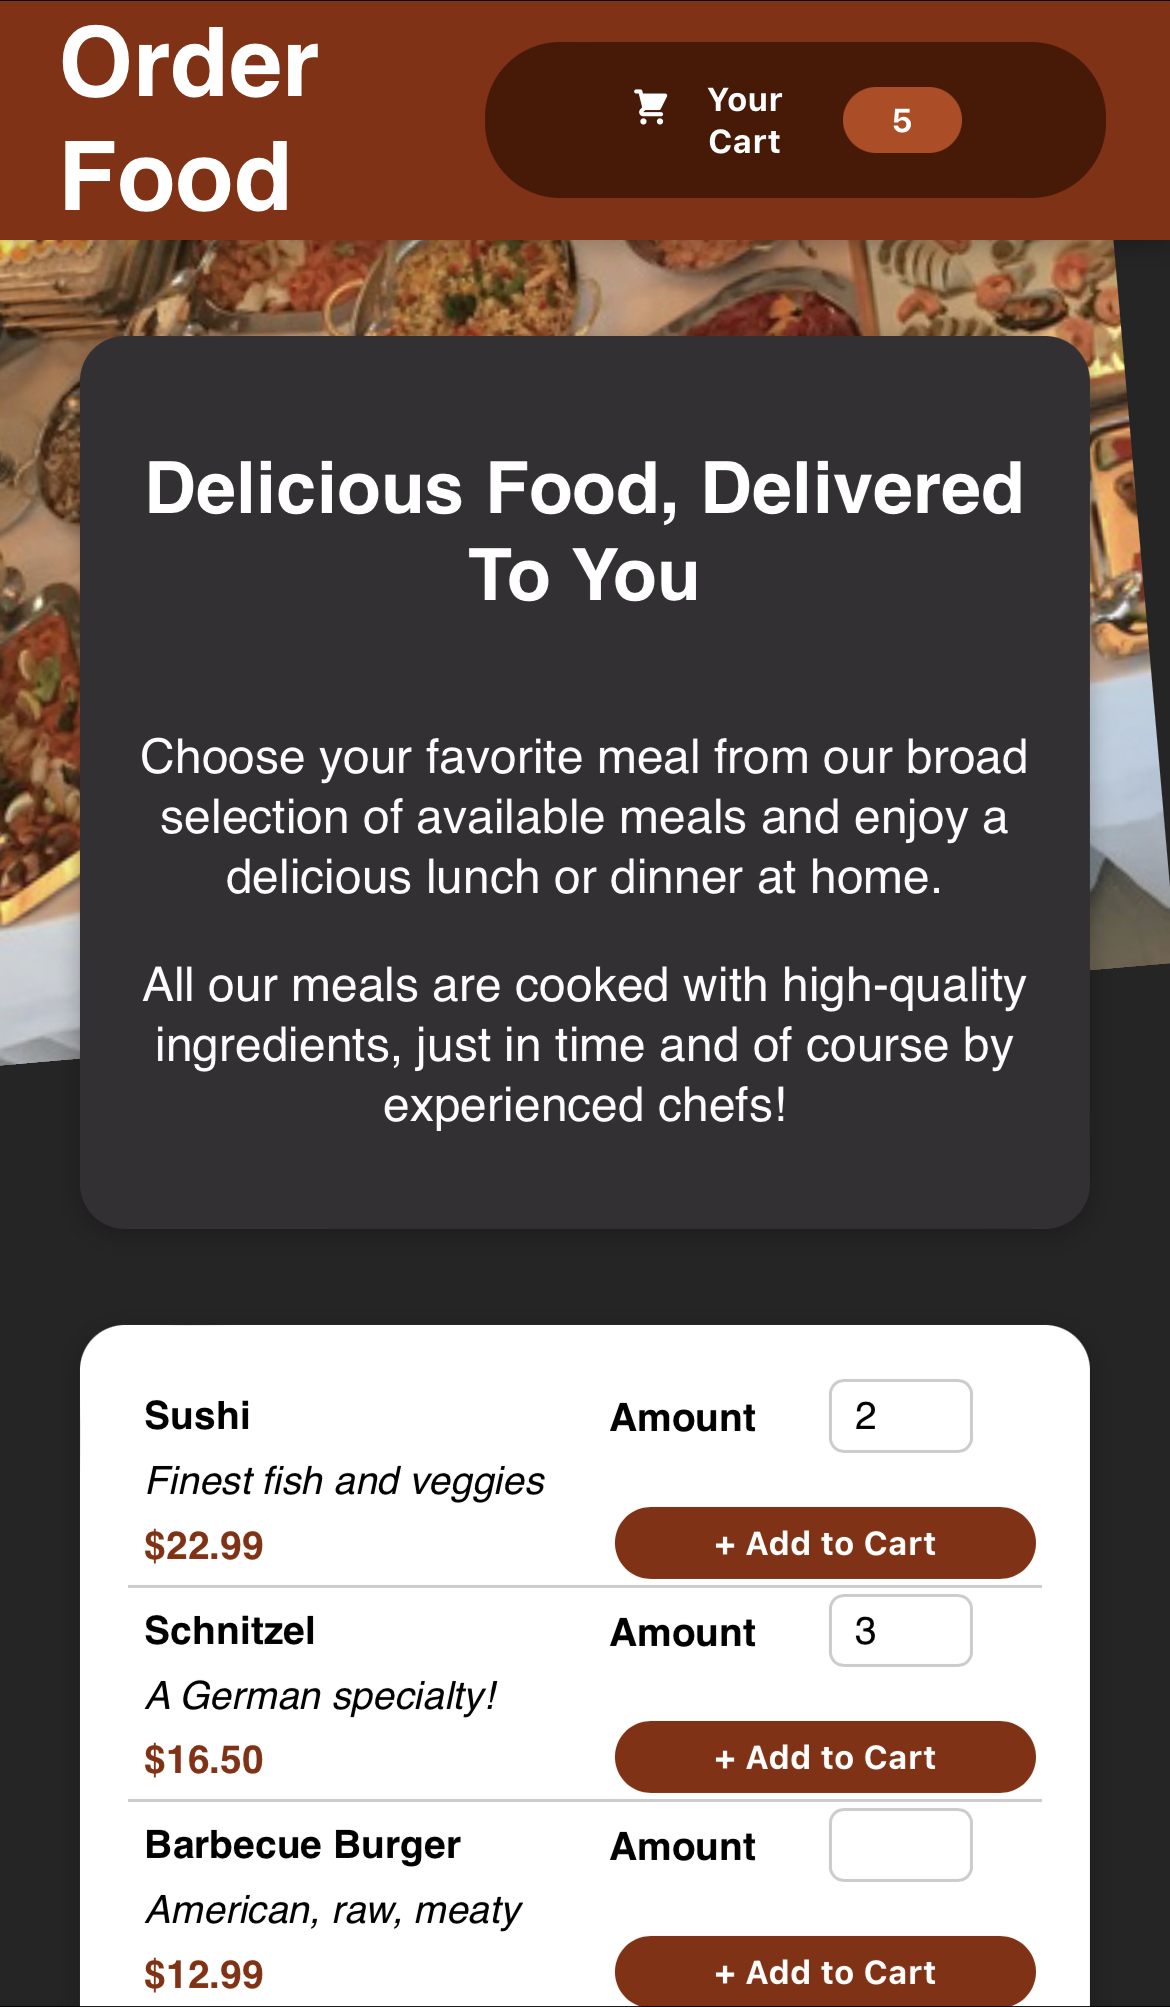 Order
Food
Your
Cart
5
Delicious Food, Delivered
To You
Choose your favorite meal from our broad
selection of available meals and enjoy a
delicious lunch or dinner at home.
All our meals are cooked with high-quality
ingredients, just in time and of course by
experienced chefs!
Sushi
Amount
2
Finest fish and veggies
$22.99
+ Add to Cart
Schnitzel
Amount
3
A German specialty!
$16.50
+ Add to Cart
Barbecue Burger
Amount
American, raw, meaty
$12.99
+ Add to Cart